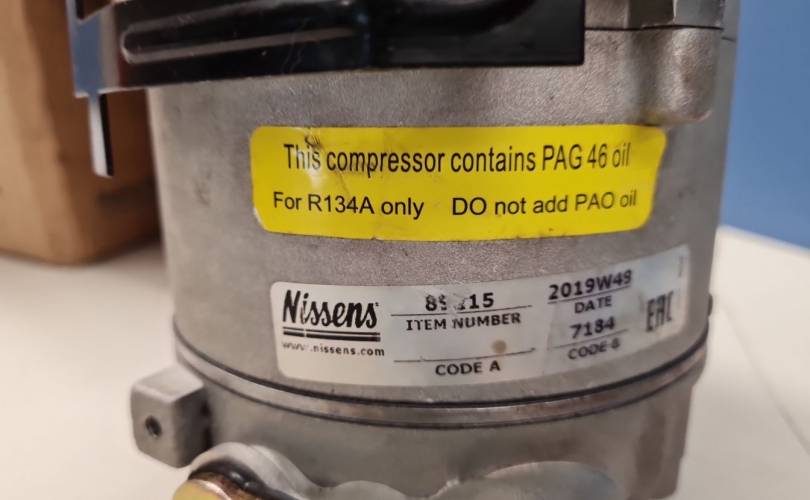 This compressor contains PAG 46 oil
For R134A only DO not add PAO oil
Nissens
www.nissens.com
ITEM NUMBER
CODE A
2019W49
DATE
7184
CODE B
EAC